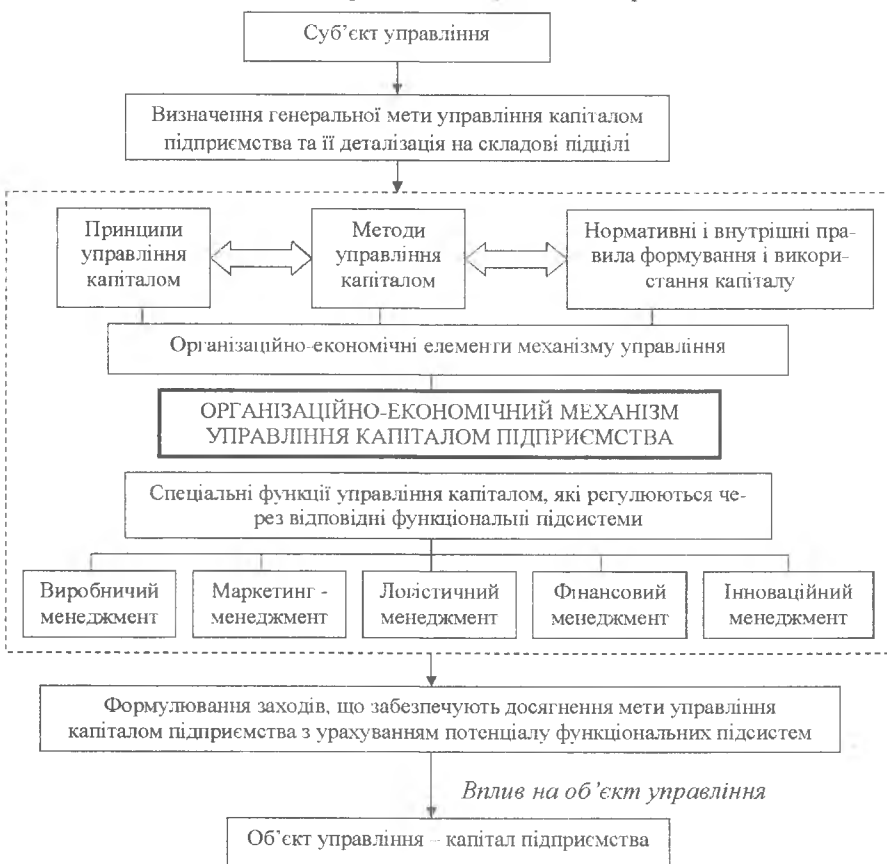 Суб’єкт управління
Визначення генеральної мети управління капіталом
підприємства та її деталізація на складові підцілі
Принципи
управління
капіталом
Методи
управління
капіталом
Нормативні і внутрішні пра-
вила формування і викори-
стання капіталу
Організаційно-економічні елементи механізму управління
ОРГАНІЗАЦІЙНО-ЕКОНОМІЧНИЙ МЕХАНІЗМ
УПРАВЛІННЯ КАПІТАЛОМ ПІДПРИЄМСТВА
Спеціальні функції управління капіталом, які регулюються че-
рез відповідні функціональні підсистеми
Виробничий
менеджмент
Маркетинг -
менеджмент
Логістичний
менеджмент
Фінансовий
менеджмент
Інноваційний
менеджмент
Формулювання заходів, що забезпечують досягнення мети управління
капіталом підприємства з урахуванням потенціалу функціональних підсистем
Вплив на об’єкт управління
Об’єкт управління – капітал підприємства